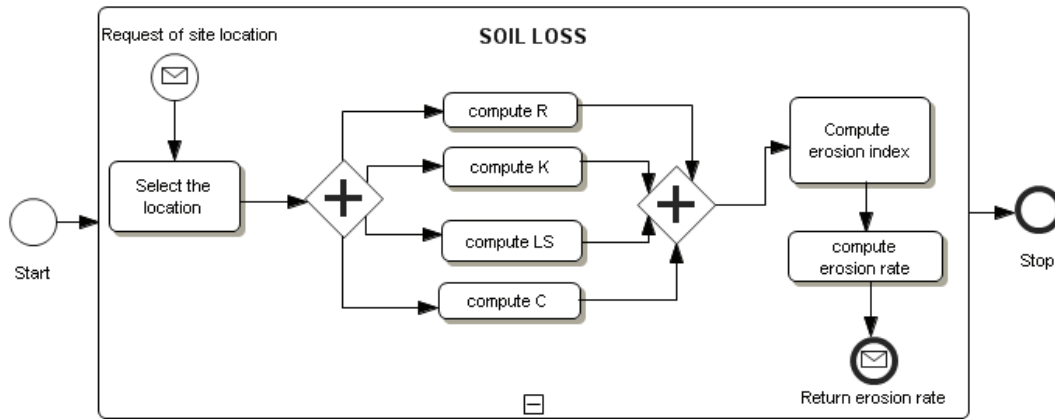 Request of site location
SOIL LOSS
Select the
location
compute R
compute K
compute LS
compute C
Compute
erosion index
compute
erosion rate
Return erosion rate
Start
Stop